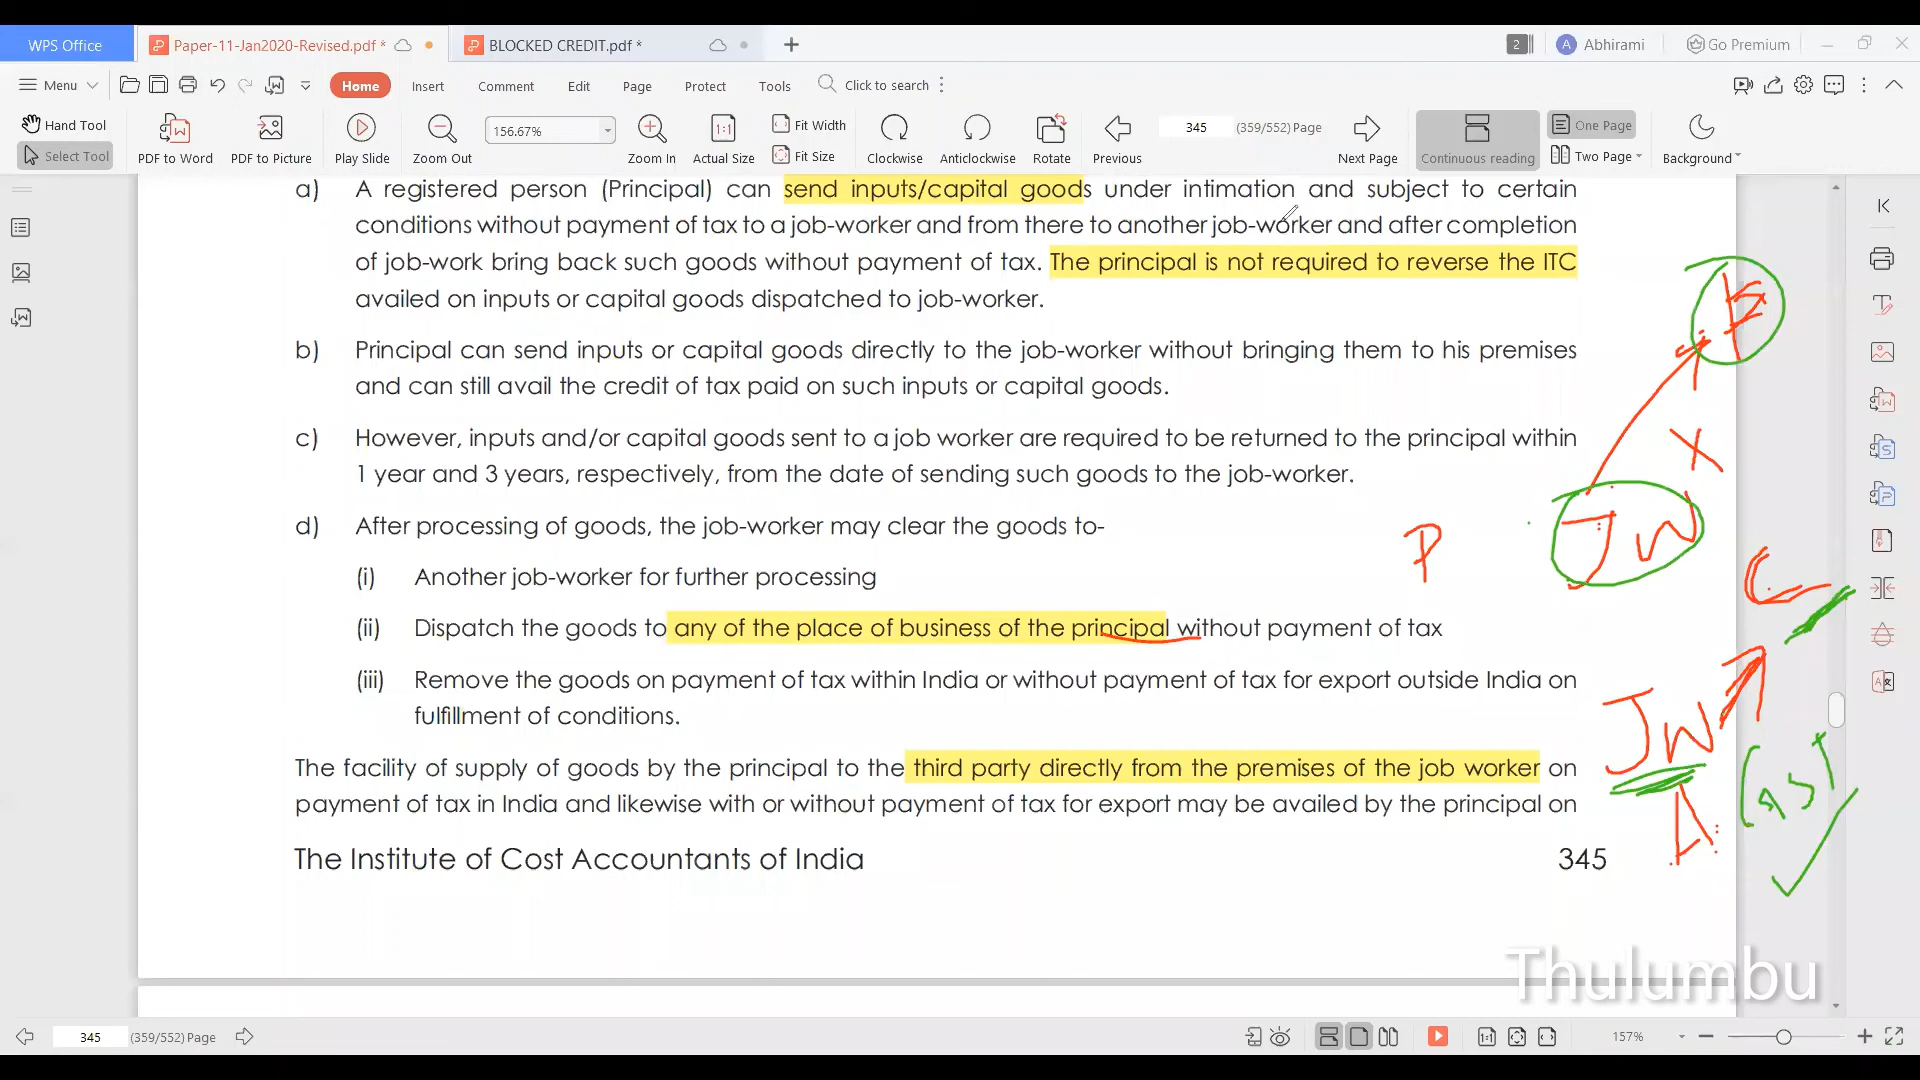 WPS Office
Paper-11-Jan2020-Revised.pdf *
BLOCKED CREDIT.pdf *
2
A
Abhirami
Go Premium
Menu
Home
Insert
Comment
Edit
Page
Protect
Tools
Click to search
Hand Tool
Select Tool
PDF to Word
PDF to Picture
Play Slide
Zoom Out
156.67%
Zoom In
1:1
Actual Size
Fit Width
Fit Size
Clockwise
Anticlockwise
Rotate
Previous
345
(359/552) Page
Next Page
Continuous reading
One Page
Two Page
Background
a) A registered person (Principal) can send inputs/capital goods under intimation and subject to certain
conditions without payment of tax to a job-worker and from there to another job-worker and after completion
of job-work bring back such goods without payment of tax. The principal is not required to reverse the ITC
availed on inputs or capital goods dispatched to job-worker.
b) Principal can send inputs or capital goods directly to the job-worker without bringing them to his premises
and can still avail the credit of tax paid on such inputs or capital goods.
c) However, inputs and/or capital goods sent to a job worker are required to be returned to the principal within
1 year and 3 years, respectively, from the date of sending such goods to the job-worker.
X
d) After processing of goods, the job-worker may clear the goods to-
P
JW
(i) Another job-worker for further processing
C
(ii) Dispatch the goods to any of the place of business of the principal without payment of tax
(iii) Remove the goods on payment of tax within India or without payment of tax for export outside India on
fulfillment of conditions.
JW
The facility of supply of goods by the principal to the third party directly from the premises of the job worker on
payment of tax in India and likewise with or without payment of tax for export may be availed by the principal on
The Institute of Cost Accountants of India 345
Thulumbu
345
(359/552) Page
157%